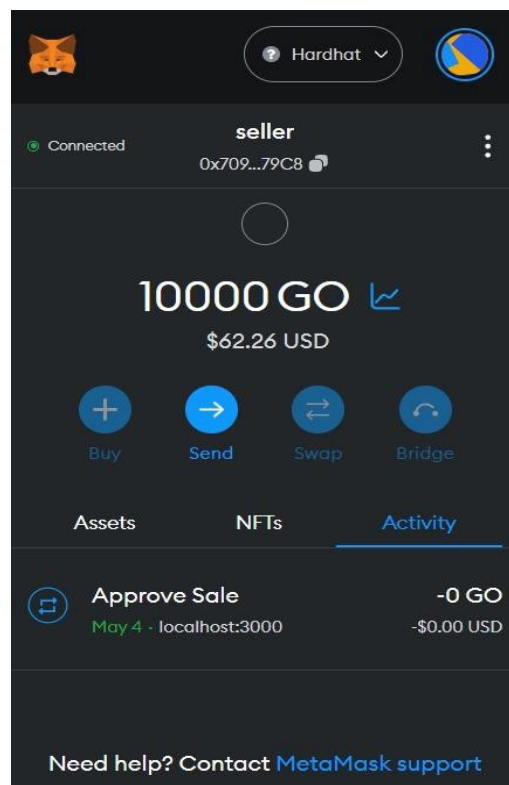 Hardhat
Connected
seller
0x709...79C8
10000 GO
$62.26 USD
Buy Send Swap Bridge
Assets NFTs Activity
Approve Sale -0 GO
May 4 - localhost:3000 -$0.00 USD
Need help? Contact MetaMask support